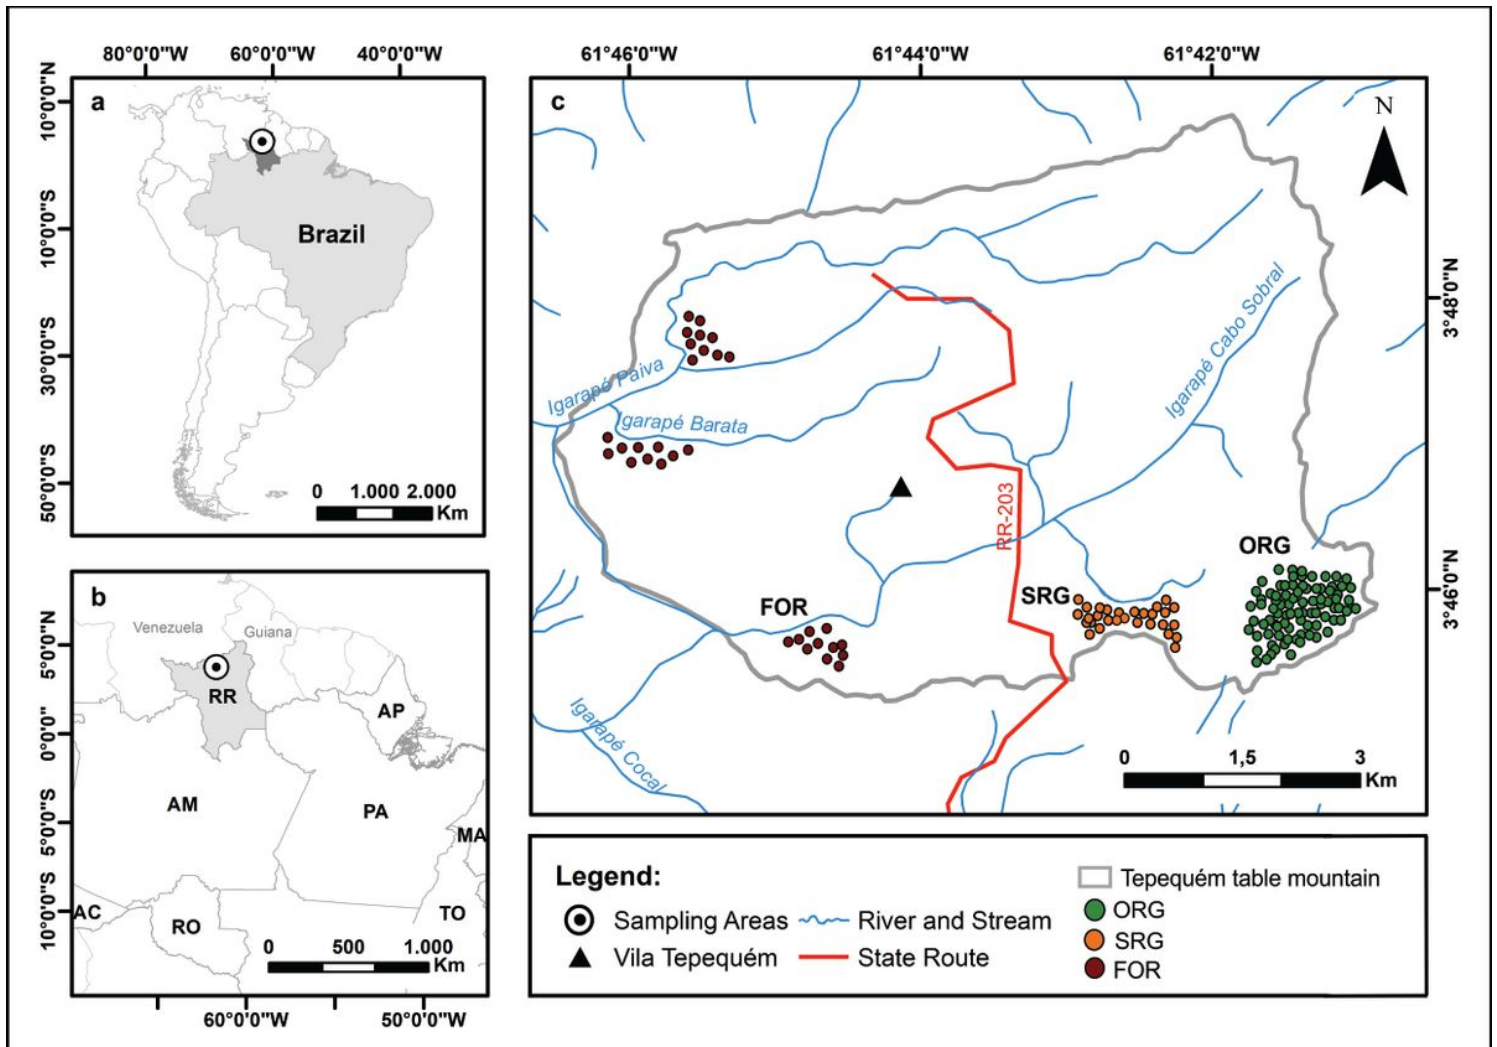 80°0'0"W 60°0'0"W 40°0'0"W
10°0'0"N
10°0'0"S
30°0'0"S
50°0'0"S
a
Brazil
0 1.000 2.000
Km
b
5°0'0"N
0°0'0"
5°0'0"S
10°0'0"S
Venezuela
Guiana
RR
AP
AM
PA
MA
AC
RO
TO
0 500 1.000
Km
60°0'0"W 50°0'0"W
61°46'0"W 61°44'0"W 61°42'0"W
c
N
3°48'0"N
3°46'0"N
Igarapé Cabo Sobral
Igarapé Paiva
Igarapé Barata
RR-203
ORG
SRG
FOR
Igarapé Cocal
0 1,5 3
Km
Legend:
Sampling Areas
Vila Tepequém
River and Stream
State Route
Tepequém table mountain
ORG
SRG
FOR